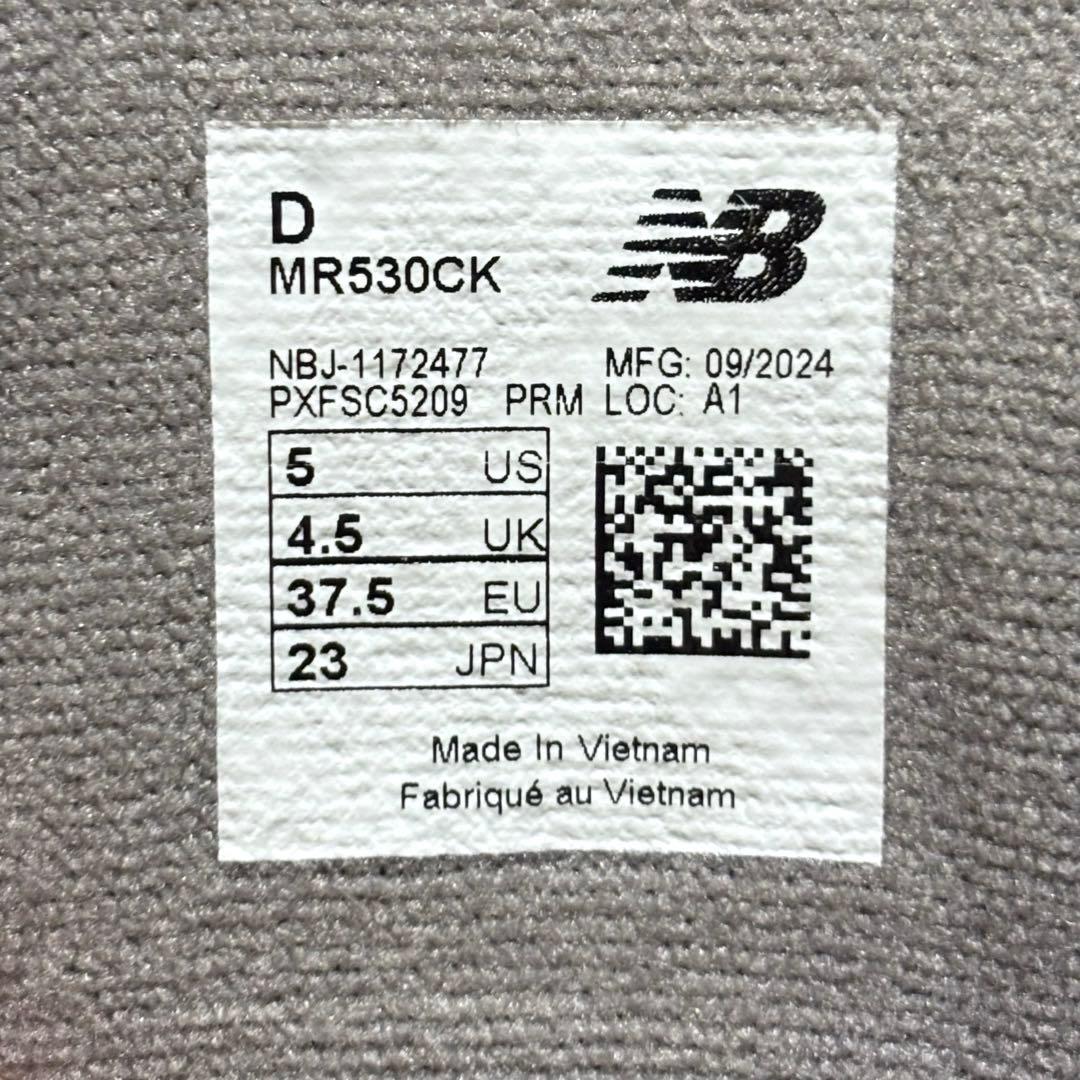 D
NB
MR530CK
NBJ-1172477 MFG: 09/2024
PXFSC5209 PRM LOC: A1
5 US
4.5 UK
37.5 EU
23 JPN
Made In Vietnam
Fabriqué au Vietnam